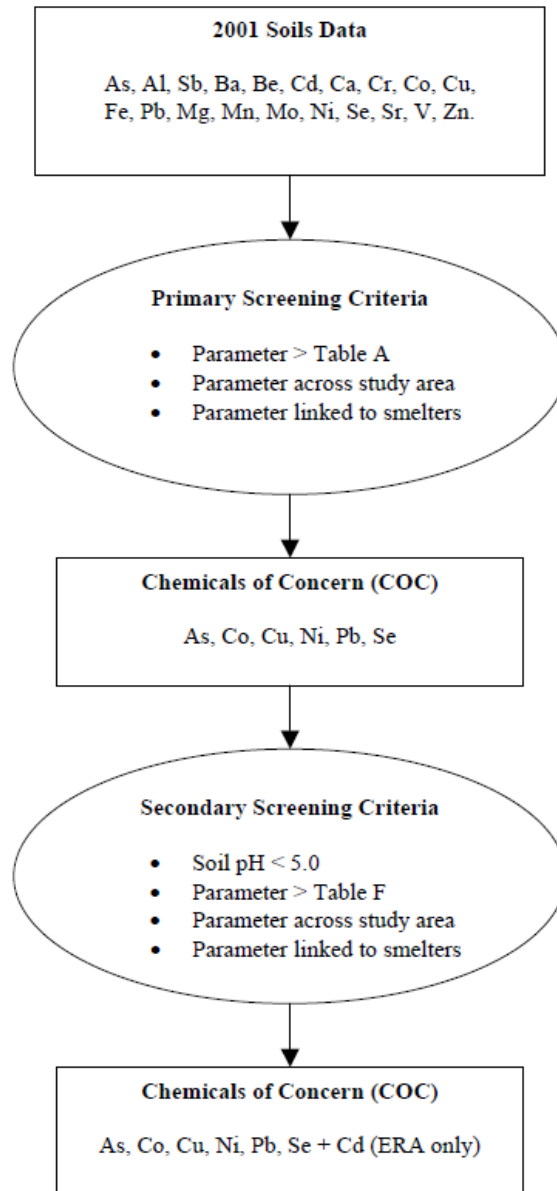 2001 Soils Data
As, Al, Sb, Ba, Be, Cd, Ca, Cr, Co, Cu,
Fe, Pb, Mg, Mn, Mo, Ni, Se, Sr, V, Zn.
Primary Screening Criteria
• Parameter > Table A
• Parameter across study area
• Parameter linked to smelters
Chemicals of Concern (COC)
As, Co, Cu, Ni, Pb, Se
Secondary Screening Criteria
• Soil pH < 5.0
• Parameter > Table F
• Parameter across study area
• Parameter linked to smelters
Chemicals of Concern (COC)
As, Co, Cu, Ni, Pb, Se + Cd (ERA only)